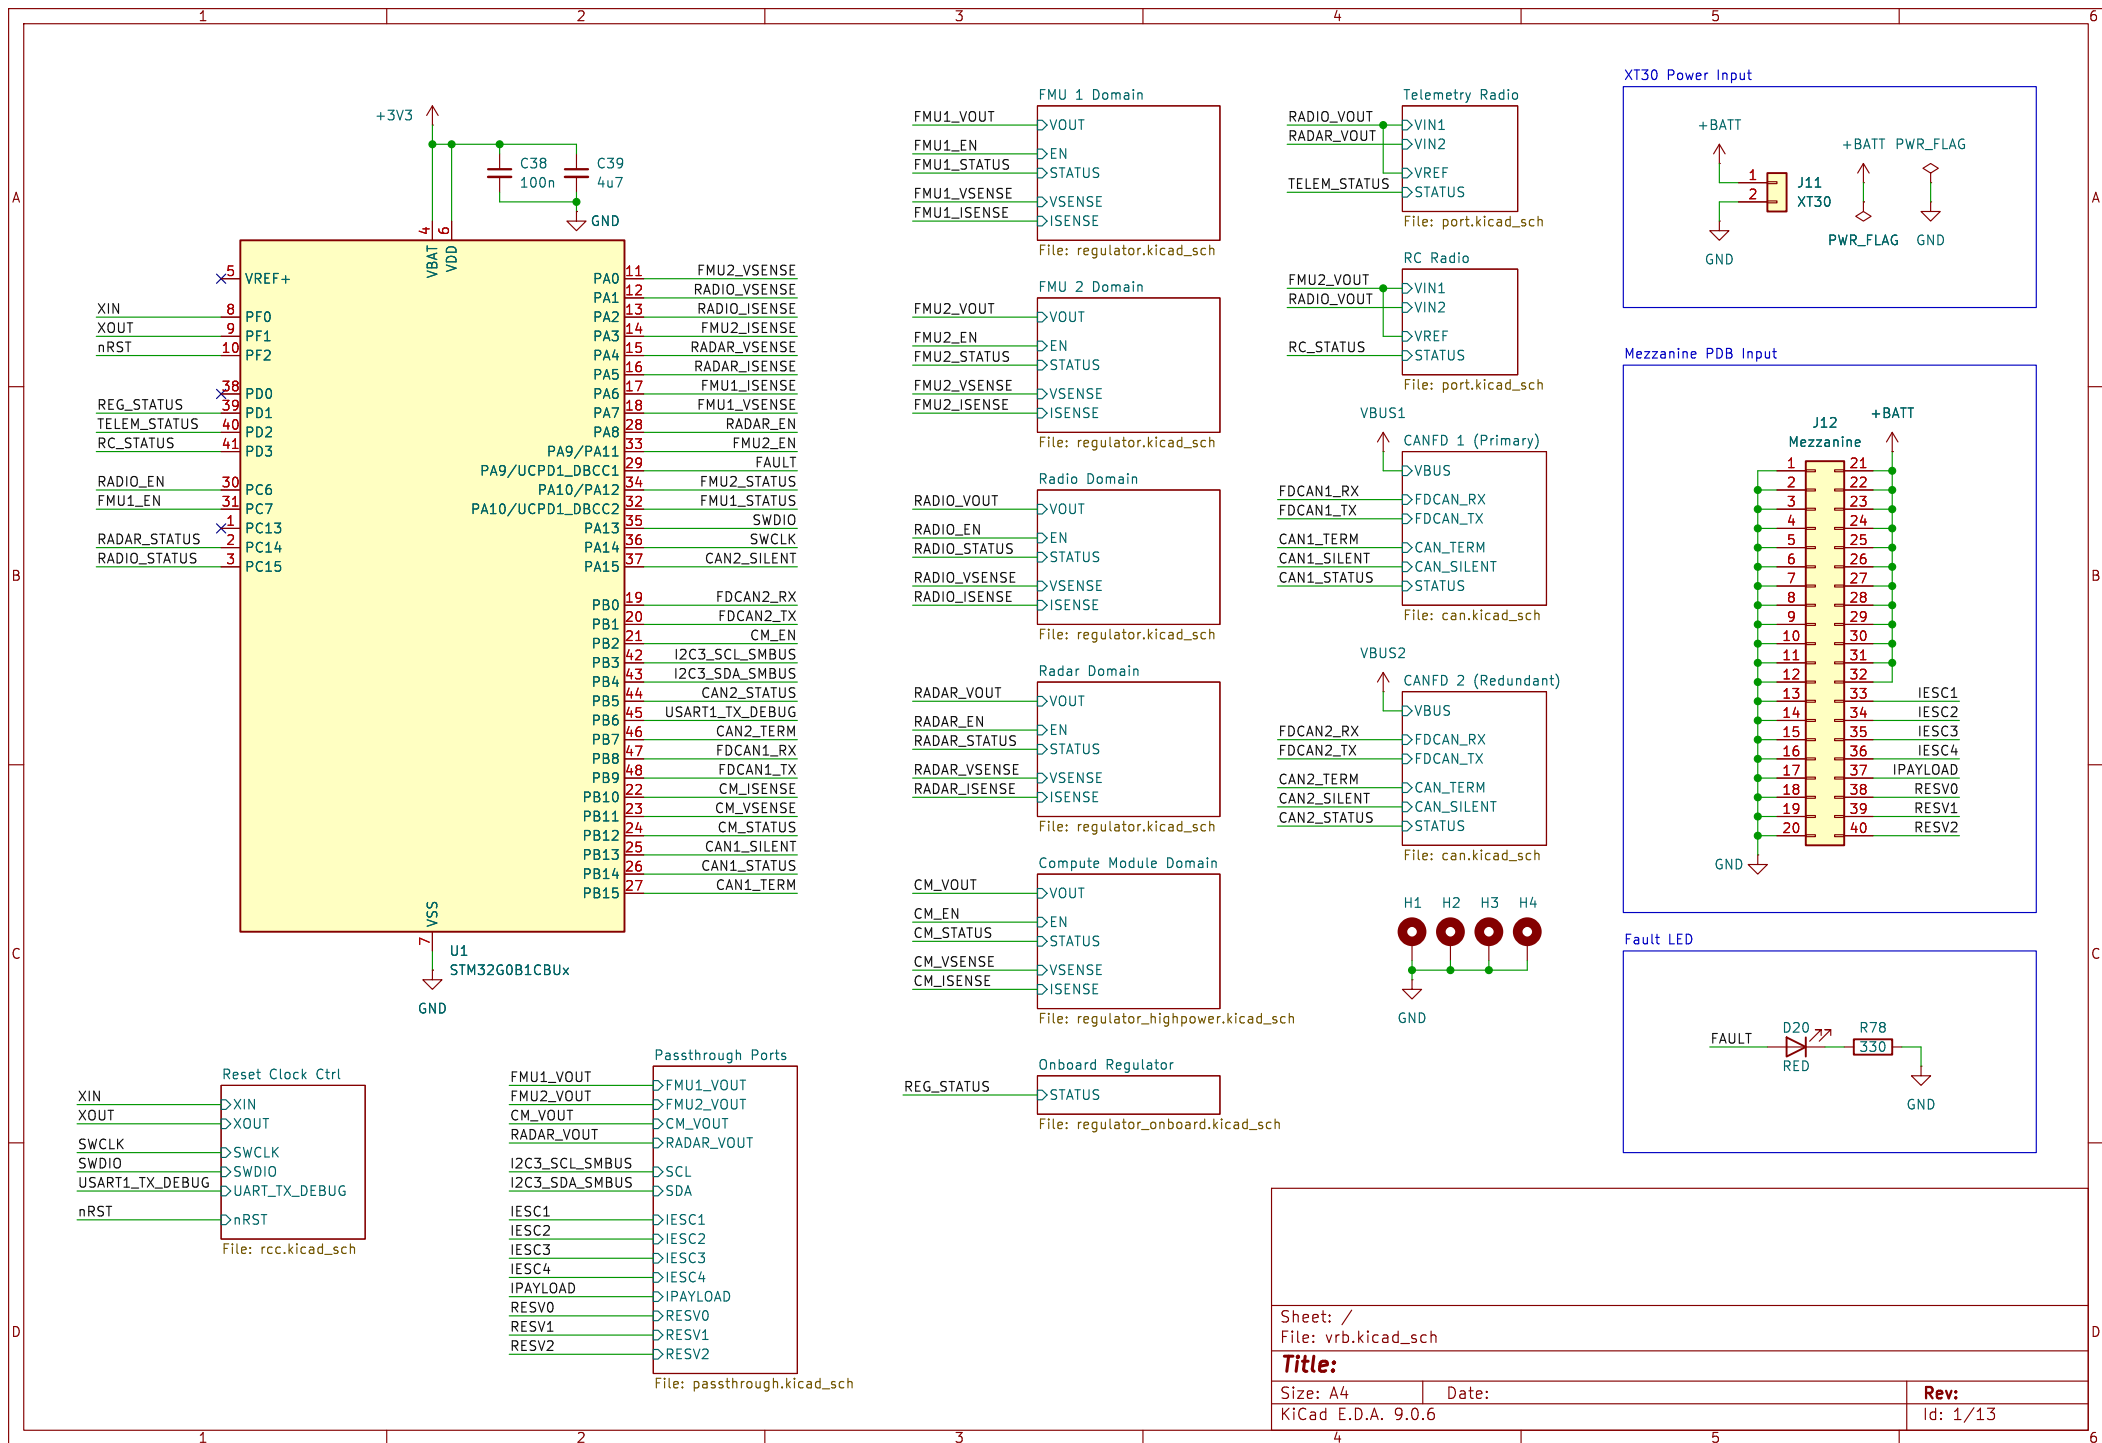 1 2 3 4 5 6
A
B
C
D
+3V3
C38
100n
C39
4u7
GND
4 6
VBAT VDD
5 VREF+
XIN 8 PF0
XOUT 9 PF1
nRST 10 PF2
38 PD0
REG_STATUS 39 PD1
TELEM_STATUS 40 PD2
RC_STATUS 41 PD3
RADIO_EN 30 PC6
FMU1_EN 31 PC7
1 PC13
RADAR_STATUS 2 PC14
RADIO_STATUS 3 PC15
PA0 11 FMU2_VSENSE
PA1 12 RADIO_VSENSE
PA2 13 RADIO_ISENSE
PA3 14 FMU2_ISENSE
PA4 15 RADAR_VSENSE
PA5 16 RADAR_ISENSE
PA6 17 FMU1_ISENSE
PA7 18 FMU1_VSENSE
PA8 28 RADAR_EN
PA9/PA11 33 FMU2_EN
PA9/UCPD1_DBCC1 29 FAULT
PA10/PA12 34 FMU2_STATUS
PA10/UCPD1_DBCC2 32 FMU1_STATUS
PA13 35 SWDIO
PA14 36 SWCLK
PA15 37 CAN2_SILENT
PB0 19 FDCAN2_RX
PB1 20 FDCAN2_TX
PB2 21 CM_EN
PB3 42 I2C3_SCL_SMBUS
PB4 43 I2C3_SDA_SMBUS
PB5 44 CAN2_STATUS
PB6 45 USART1_TX_DEBUG
PB7 46 CAN2_TERM
PB8 47 FDCAN1_RX
PB9 48 FDCAN1_TX
PB10 22 CM_ISENSE
PB11 23 CM_VSENSE
PB12 24 CM_STATUS
PB13 25 CAN1_SILENT
PB14 26 CAN1_STATUS
PB15 27 CAN1_TERM
VSS
7
U1
STM32G0B1CBUx
GND
Reset Clock Ctrl
XIN XIN
XOUT XOUT
SWCLK SWCLK
SWDIO SWDIO
USART1_TX_DEBUG UART_TX_DEBUG
nRST nRST
File: rcc.kicad_sch
Passthrough Ports
FMU1_VOUT FMU1_VOUT
FMU2_VOUT FMU2_VOUT
CM_VOUT CM_VOUT
RADAR_VOUT RADAR_VOUT
I2C3_SCL_SMBUS SCL
I2C3_SDA_SMBUS SDA
IESC1 IESC1
IESC2 IESC2
IESC3 IESC3
IESC4 IESC4
IPAYLOAD IPAYLOAD
RESV0 RESV0
RESV1 RESV1
RESV2 RESV2
File: passthrough.kicad_sch
FMU 1 Domain
FMU1_VOUT VOUT
FMU1_EN EN
FMU1_STATUS STATUS
FMU1_VSENSE VSENSE
FMU1_ISENSE ISENSE
File: regulator.kicad_sch
FMU 2 Domain
FMU2_VOUT VOUT
FMU2_EN EN
FMU2_STATUS STATUS
FMU2_VSENSE VSENSE
FMU2_ISENSE ISENSE
File: regulator.kicad_sch
Radio Domain
RADIO_VOUT VOUT
RADIO_EN EN
RADIO_STATUS STATUS
RADIO_VSENSE VSENSE
RADIO_ISENSE ISENSE
File: regulator.kicad_sch
Radar Domain
RADAR_VOUT VOUT
RADAR_EN EN
RADAR_STATUS STATUS
RADAR_VSENSE VSENSE
RADAR_ISENSE ISENSE
File: regulator.kicad_sch
Compute Module Domain
CM_VOUT VOUT
CM_EN EN
CM_STATUS STATUS
CM_VSENSE VSENSE
CM_ISENSE ISENSE
File: regulator_highpower.kicad_sch
Onboard Regulator
REG_STATUS STATUS
File: regulator_onboard.kicad_sch
Telemetry Radio
RADIO_VOUT VIN1
RADAR_VOUT VIN2
VREF
TELEM_STATUS STATUS
File: port.kicad_sch
RC Radio
FMU2_VOUT VIN1
RADIO_VOUT VIN2
VREF
RC_STATUS STATUS
File: port.kicad_sch
VBUS1
CANFD 1 (Primary)
VBUS
FDCAN1_RX FDCAN_RX
FDCAN1_TX FDCAN_TX
CAN1_TERM CAN_TERM
CAN1_SILENT CAN_SILENT
CAN1_STATUS STATUS
File: can.kicad_sch
VBUS2
CANFD 2 (Redundant)
VBUS
FDCAN2_RX FDCAN_RX
FDCAN2_TX FDCAN_TX
CAN2_TERM CAN_TERM
CAN2_SILENT CAN_SILENT
CAN2_STATUS STATUS
File: can.kicad_sch
H1 H2 H3 H4
GND
XT30 Power Input
+BATT
+BATT PWR_FLAG
1 J11
2 XT30
PWR_FLAG GND
GND
Mezzanine PDB Input
J12 +BATT
Mezzanine
1 21
2 22
3 23
4 24
5 25
6 26
7 27
8 28
9 29
10 30
11 31
12 32
13 33 IESC1
14 34 IESC2
15 35 IESC3
16 36 IESC4
17 37 IPAYLOAD
18 38 RESV0
19 39 RESV1
20 40 RESV2
GND
Fault LED
FAULT D20 R78
330
RED
GND
Sheet: /
File: vrb.kicad_sch
Title:
Size: A4 Date: Rev:
KiCad E.D.A. 9.0.6 Id: 1/13
A
B
C
D
1 2 3 4 5 6